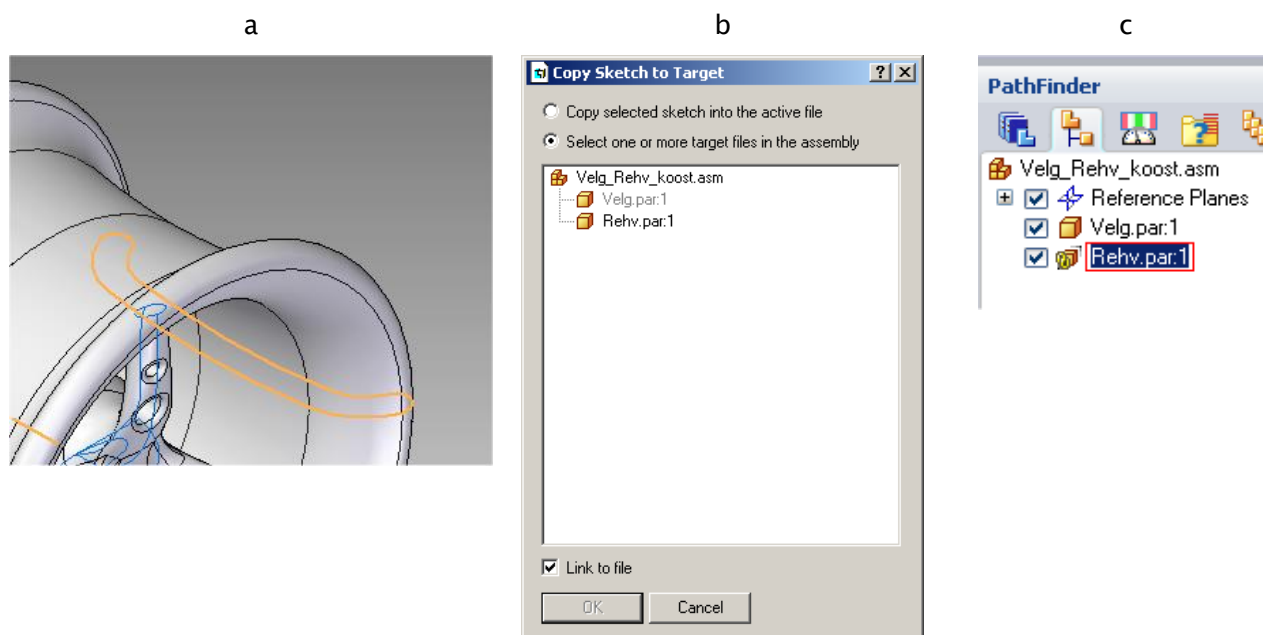 a
b
c
Copy Sketch to Target
Copy selected sketch into the active file
Select one or more target files in the assembly
Velg_Rehv_koost.asm
Velg.par:1
Rehv.par:1
Link to file
OK
Cancel
PathFinder
Velg_Rehv_koost.asm
Reference Planes
Velg.par:1
Rehv.par:1